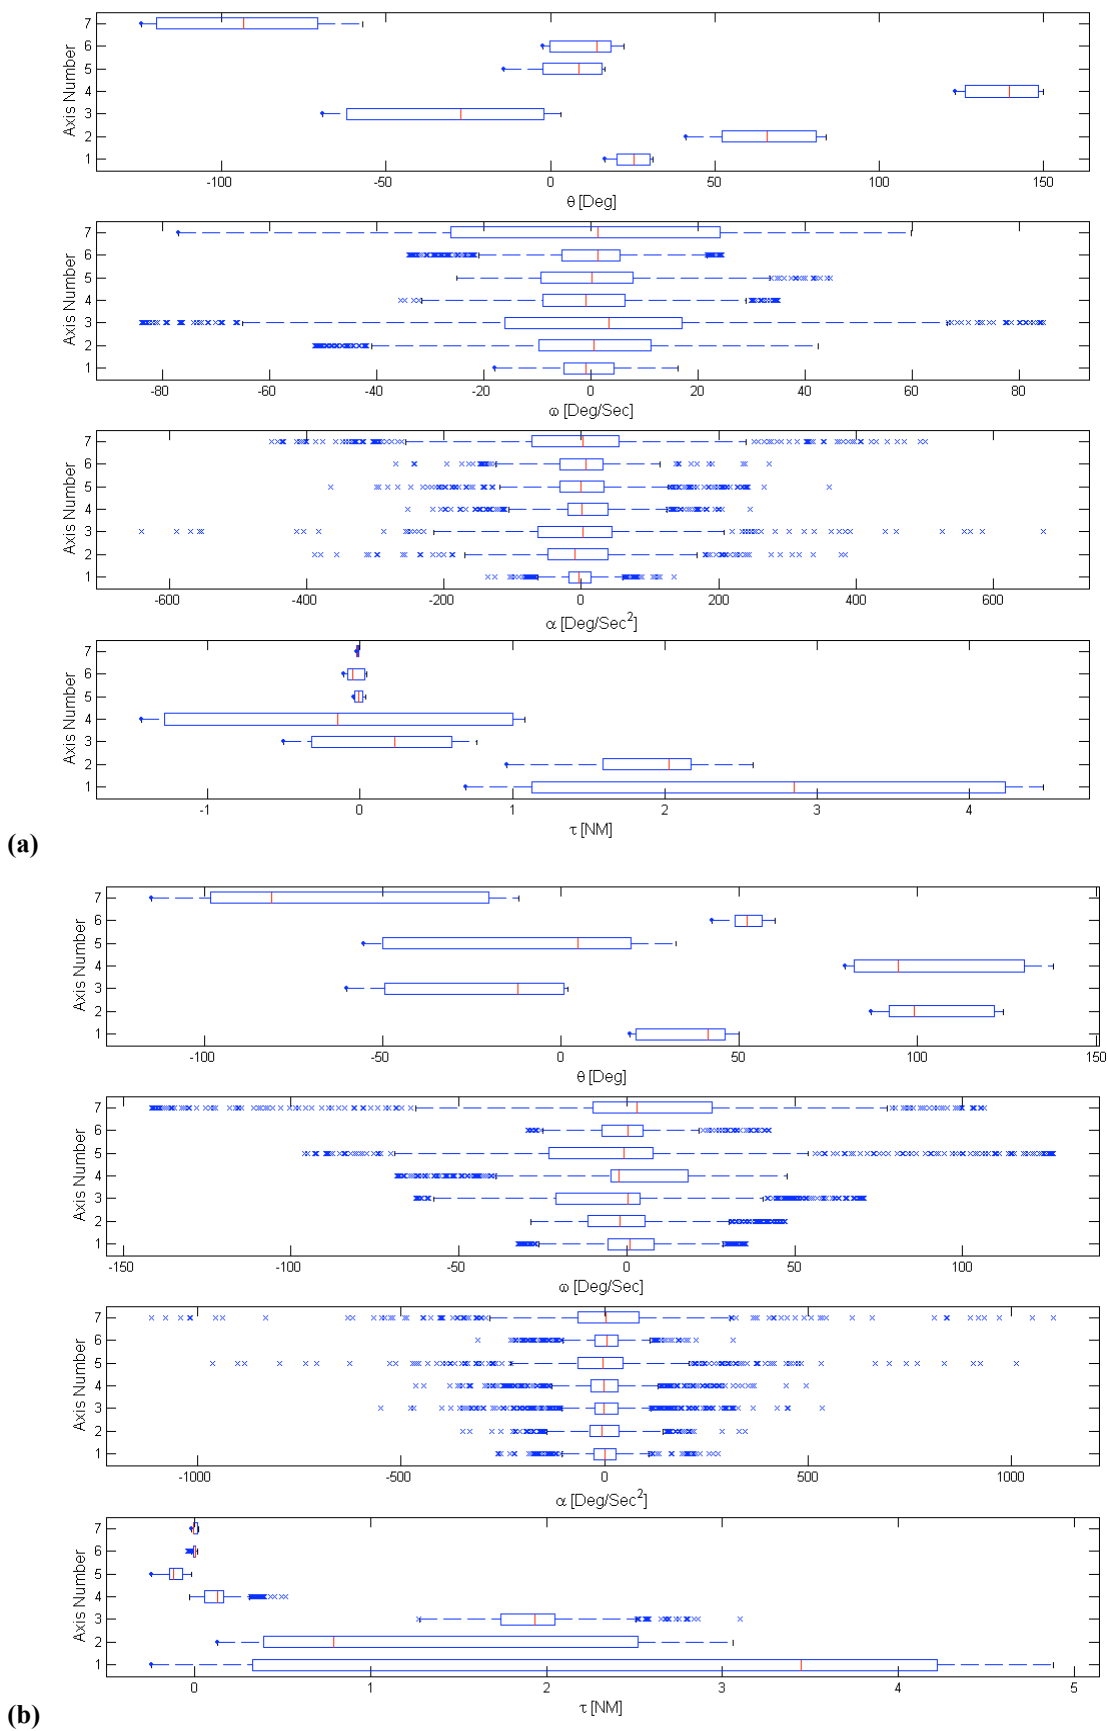 7
6
5
4
3
2
1
Axis Number
-100 -50 0 50 100 150
θ [Deg]
7
6
5
4
3
2
1
Axis Number
-80 -60 -40 -20 0 20 40 60 80
ω [Deg/Sec]
7
6
5
4
3
2
1
Axis Number
-600 -400 -200 0 200 400 600
α [Deg/Sec²]
7
6
5
4
3
2
1
Axis Number
-1 0 1 2 3 4
τ [NM]
(a)
7
6
5
4
3
2
1
Axis Number
-100 -50 0 50 100 150
θ [Deg]
7
6
5
4
3
2
1
Axis Number
-150 -100 -50 0 50 100
ω [Deg/Sec]
7
6
5
4
3
2
1
Axis Number
-1000 -500 0 500 1000
α [Deg/Sec²]
7
6
5
4
3
2
1
Axis Number
0 1 2 3 4 5
τ [NM]
(b)